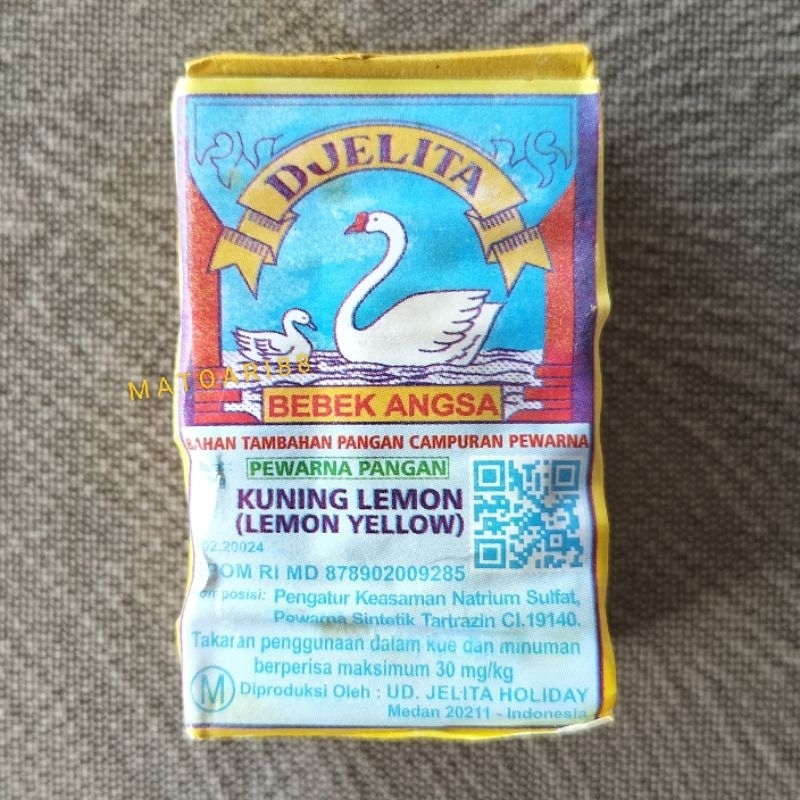 DJELITA
MATOARI88
BEBEK ANGSA
BAHAN TAMBAHAN PANGAN CAMPURAN PEWARNA
PEWARNA PANGAN
KUNING LEMON
(LEMON YELLOW)
02.20024
BPOM RI MD 878902009285
Komposisi: Pengatur Keasaman Natrium Sulfat,
Pewarna Sintetik Tartrazin CI.19140.
Takaran penggunaan dalam kue dan minuman
berperisa maksimum 30 mg/kg
M Diproduksi Oleh : UD. JELITA HOLIDAY
Medan 20211 - Indonesia